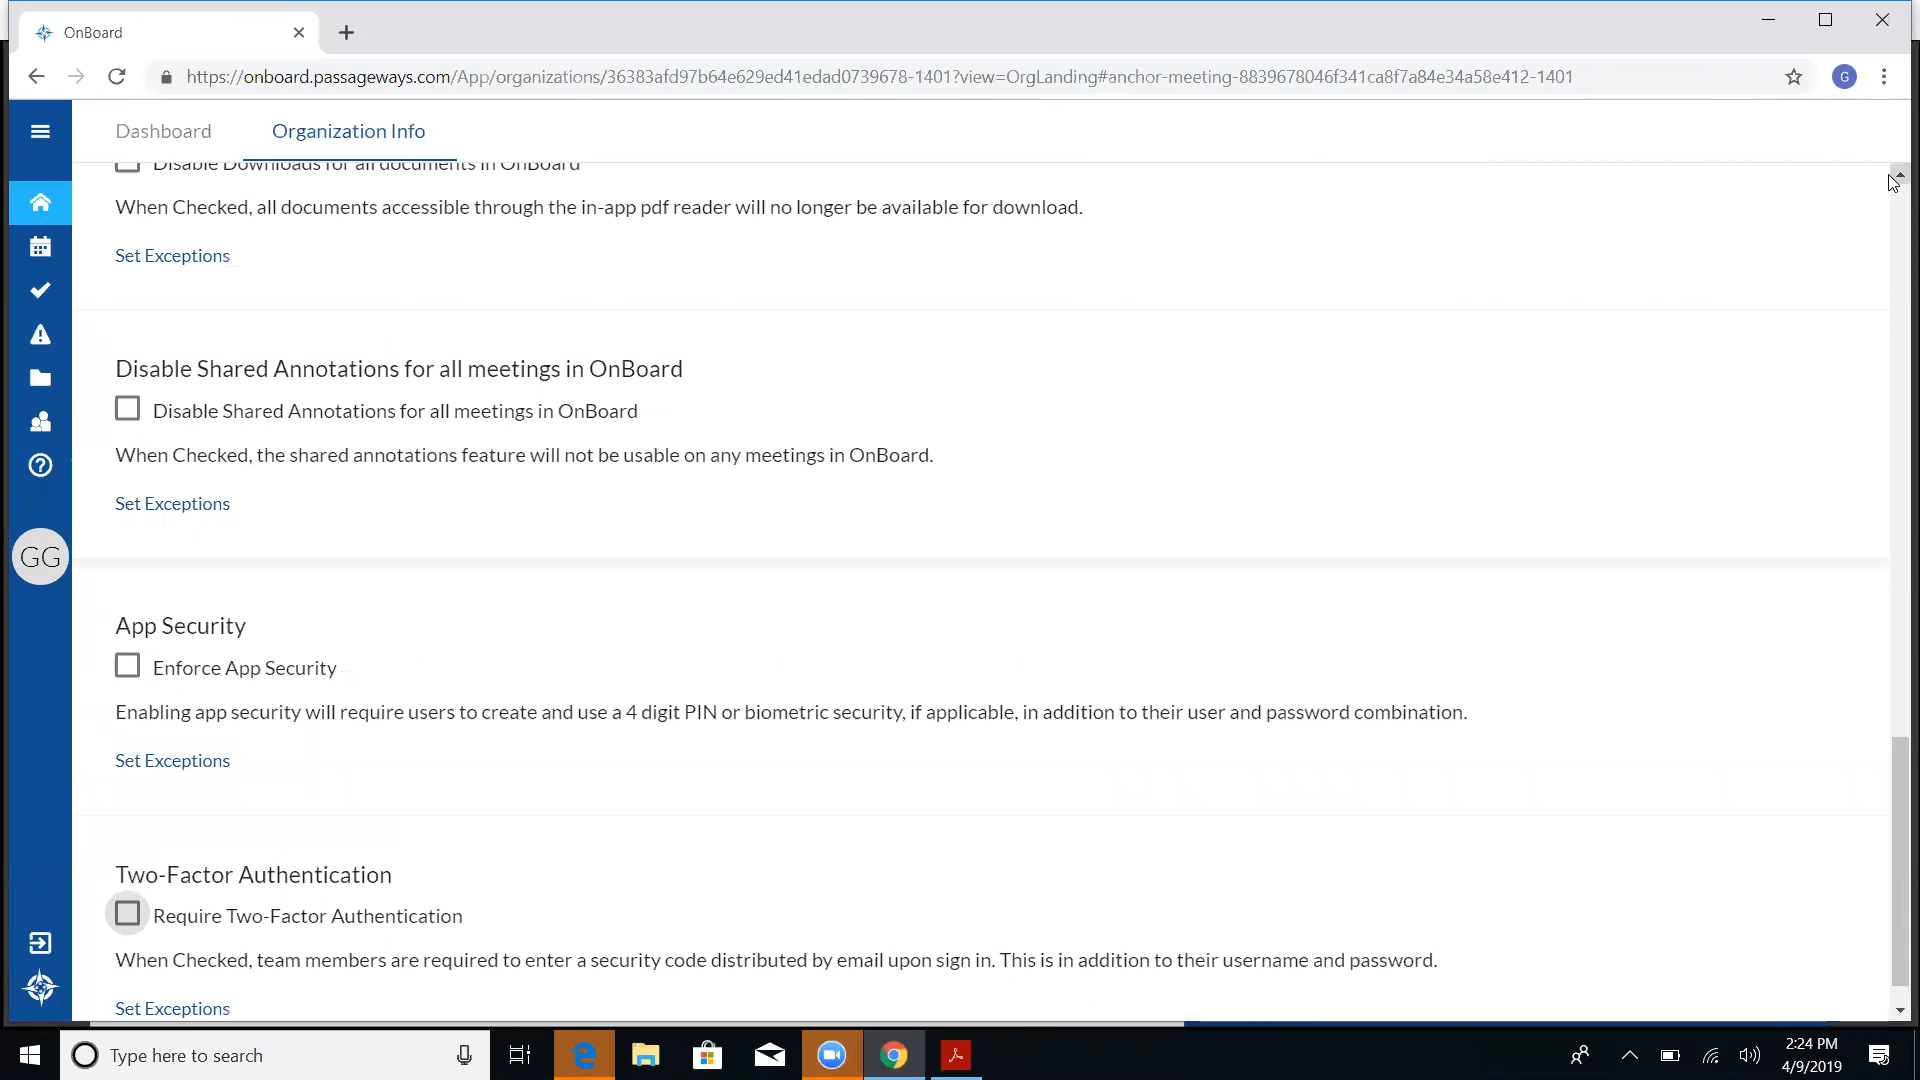 OnBoard
https://onboard.passageways.com/App/organizations/36383afd97b64e629ed41edad0739678-1401?view=OrgLanding#anchor-meeting-8839678046f341ca8f7a84e34a58e412-1401
G
Dashboard
Organization Info
Disable Downloads for all documents in OnBoard
When Checked, all documents accessible through the in-app pdf reader will no longer be available for download.
Set Exceptions
Disable Shared Annotations for all meetings in OnBoard
Disable Shared Annotations for all meetings in OnBoard
When Checked, the shared annotations feature will not be usable on any meetings in OnBoard.
Set Exceptions
GG
App Security
Enforce App Security
Enabling app security will require users to create and use a 4 digit PIN or biometric security, if applicable, in addition to their user and password combination.
Set Exceptions
Two-Factor Authentication
Require Two-Factor Authentication
When Checked, team members are required to enter a security code distributed by email upon sign in. This is in addition to their username and password.
Set Exceptions
Type here to search
2:24 PM
4/9/2019